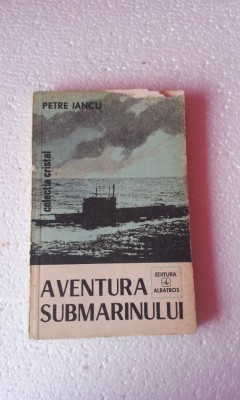 PETRE IANCU
colecția cristal
AVENTURA
SUBMARINULUI
EDITURA
ALBATROS